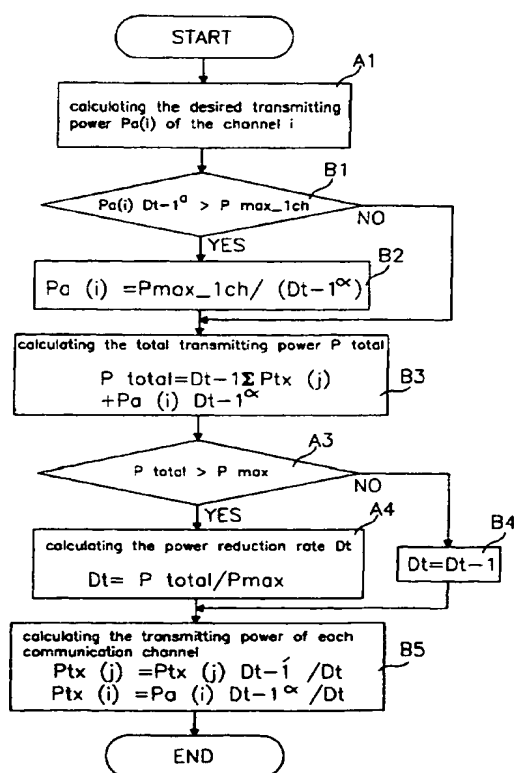 START
A1
calculating the desired transmitting
power Pa(i) of the channel i
B1
Pa(i) Dt-1^α > P max_1ch
NO
YES
B2
Pa (i) =Pmax_1ch/ (Dt-1^α)
calculating the total transmitting power P total
P total=Dt-1Σ Ptx (j)
+Pa (i) Dt-1^α
B3
A3
P total > P max
NO
YES
A4
B4
calculating the power reduction rate Dt
Dt= P total/Pmax
Dt=Dt-1
calculating the transmitting power of each
communication channel
B5
Ptx (j) =Ptx (j) Dt-1́ /Dt
Ptx (i) =Pa (i) Dt-1^α /Dt
END